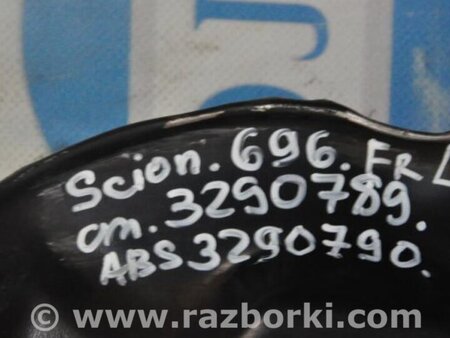 Scion. 696. FR L
cm. 3290789.
ABS 3290790.
© www.razborki.com